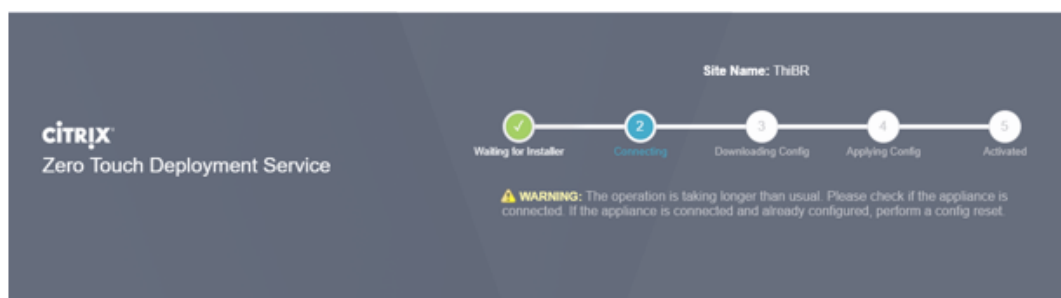 Site Name: ThiBR
CITRIX
Zero Touch Deployment Service
2
3
4
5
Waiting for Installer
Connecting
Downloading Config
Applying Config
Activated
WARNING: The operation is taking longer than usual. Please check if the appliance is
connected. If the appliance is connected and already configured, perform a config reset.